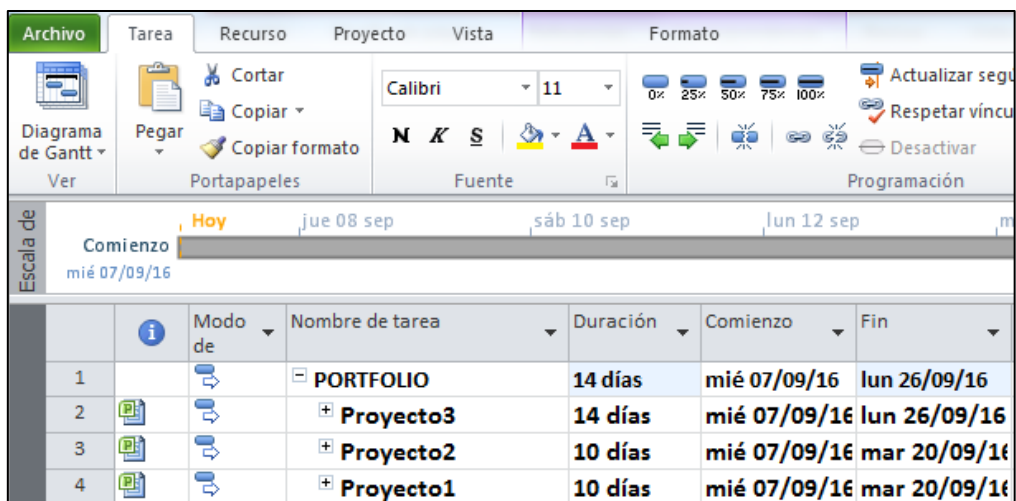 Archivo Tarea Recurso Proyecto Vista Formato
Diagrama de Gantt
Ver
Pegar
Cortar
Copiar
Copiar formato
Portapapeles
Calibri 11
N K S A
Fuente
0% 25% 50% 75% 100%
Actualizar segu
Respetar víncu
Desactivar
Programación
Escala de
Hoy jue 08 sep sáb 10 sep lun 12 sep m
Comienzo
mié 07/09/16
Modo de Nombre de tarea Duración Comienzo Fin
1 PORTFOLIO 14 días mié 07/09/16 lun 26/09/16
2 Proyecto3 14 días mié 07/09/16 lun 26/09/16
3 Proyecto2 10 días mié 07/09/16 mar 20/09/16
4 Proyecto1 10 días mié 07/09/16 mar 20/09/16